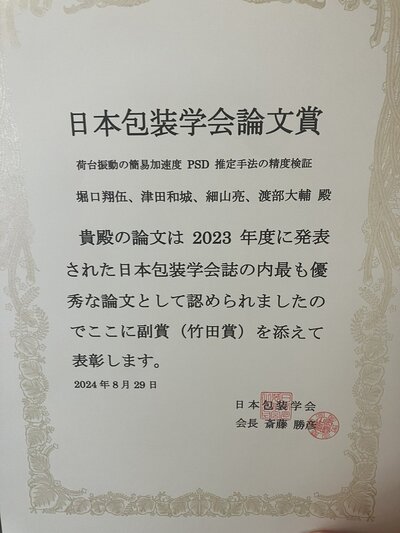 日本包装学会論文賞
荷台振動の簡易加速度 PSD 推定手法の精度検証
堀口翔伍、津田和城、細山亮、渡部大輔 殿
貴殿の論文は 2023 年度に発表
された日本包装学会誌の内最も優
秀な論文として認められましたの
でここに副賞（竹田賞）を添えて
表彰します。
2024 年 8 月 29 日
日本包装学会
会長 斎藤 勝彦